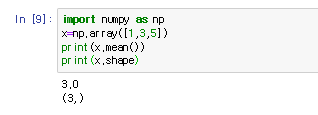 In [9]: import numpy as np
x=np.array([1,3,5])
print(x.mean())
print(x.shape)
3.0
(3,)